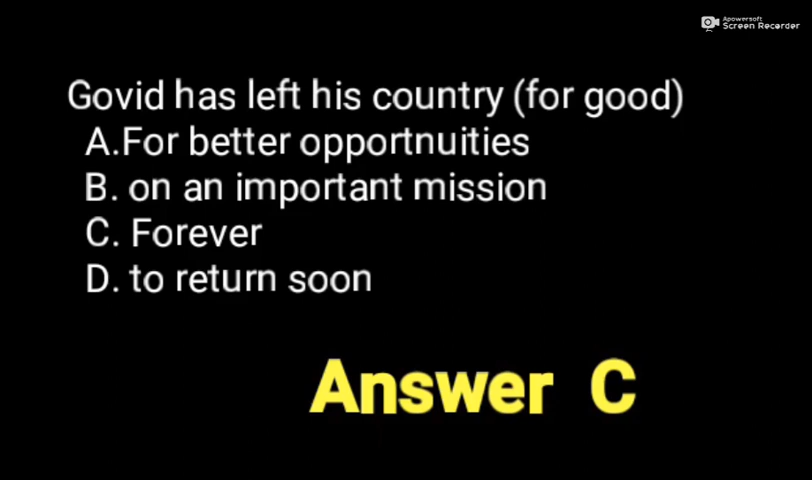 Apowersoft
Screen Recorder
Govid has left his country (for good)
A.For better opportnuities
B. on an important mission
C. Forever
D. to return soon
Answer C